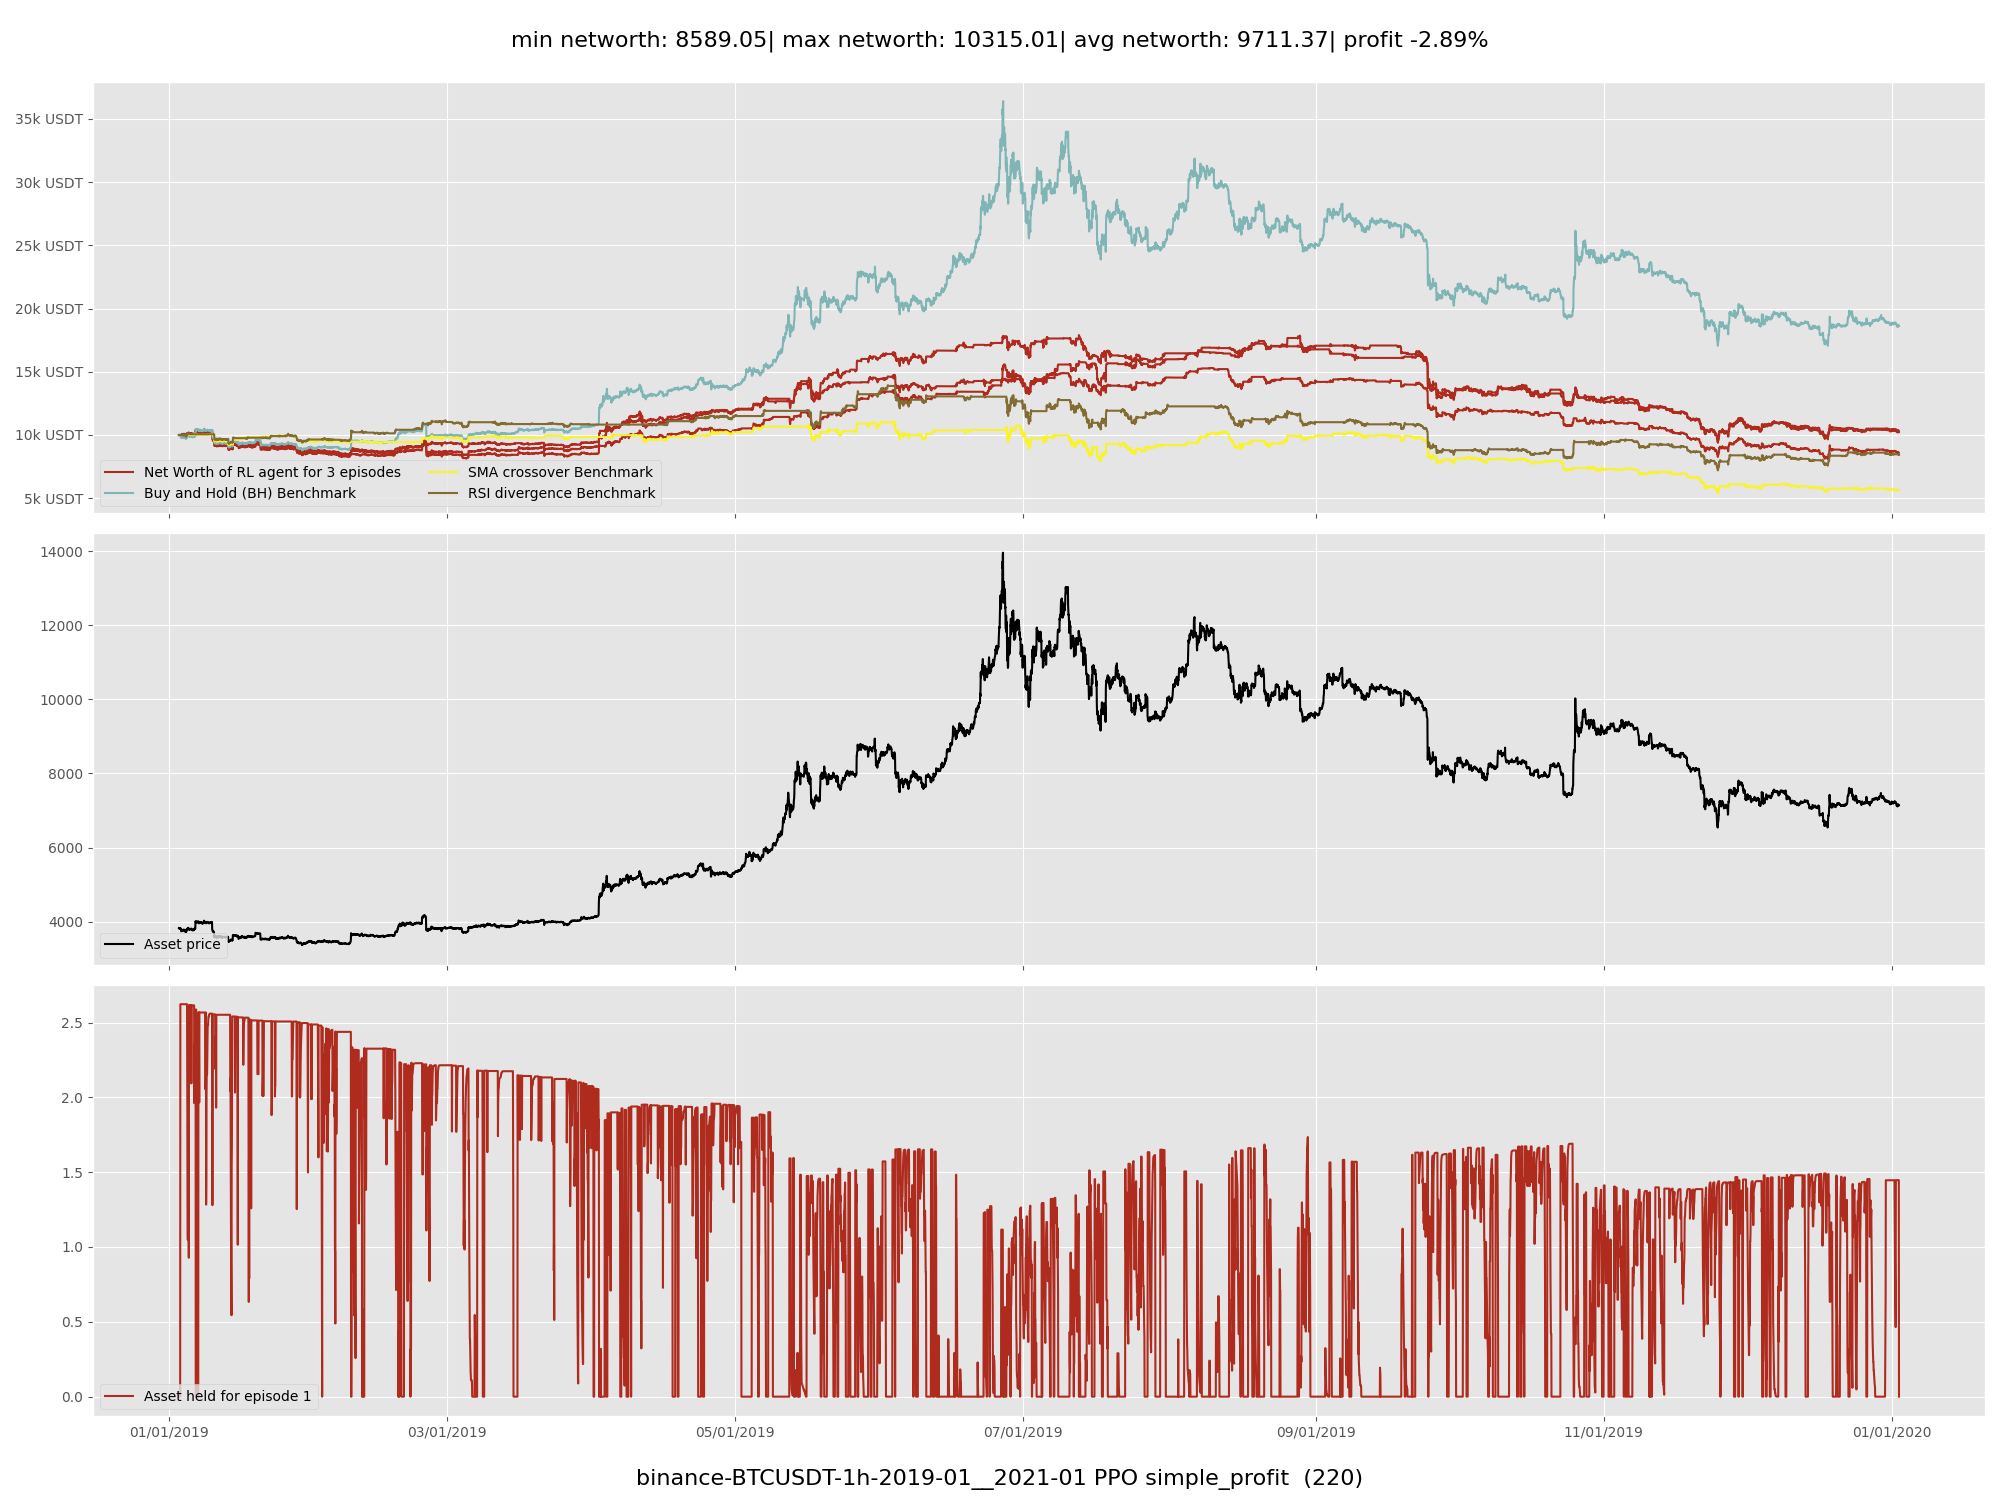 min networth: 8589.05| max networth: 10315.01| avg networth: 9711.37| profit -2.89%
35k USDT
30k USDT
25k USDT
20k USDT
15k USDT
10k USDT
5k USDT
Net Worth of RL agent for 3 episodes
Buy and Hold (BH) Benchmark
SMA crossover Benchmark
RSI divergence Benchmark
14000
12000
10000
8000
6000
4000
Asset price
2.5
2.0
1.5
1.0
0.5
0.0
Asset held for episode 1
01/01/2019 03/01/2019 05/01/2019 07/01/2019 09/01/2019 11/01/2019 01/01/2020
binance-BTCUSDT-1h-2019-01__2021-01 PPO simple_profit  (220)